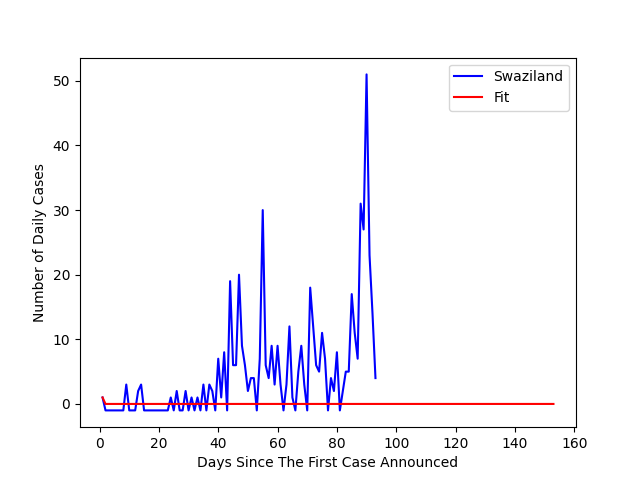 Swaziland
Fit
Number of Daily Cases
50
40
30
20
10
0
0 20 40 60 80 100 120 140 160
Days Since The First Case Announced